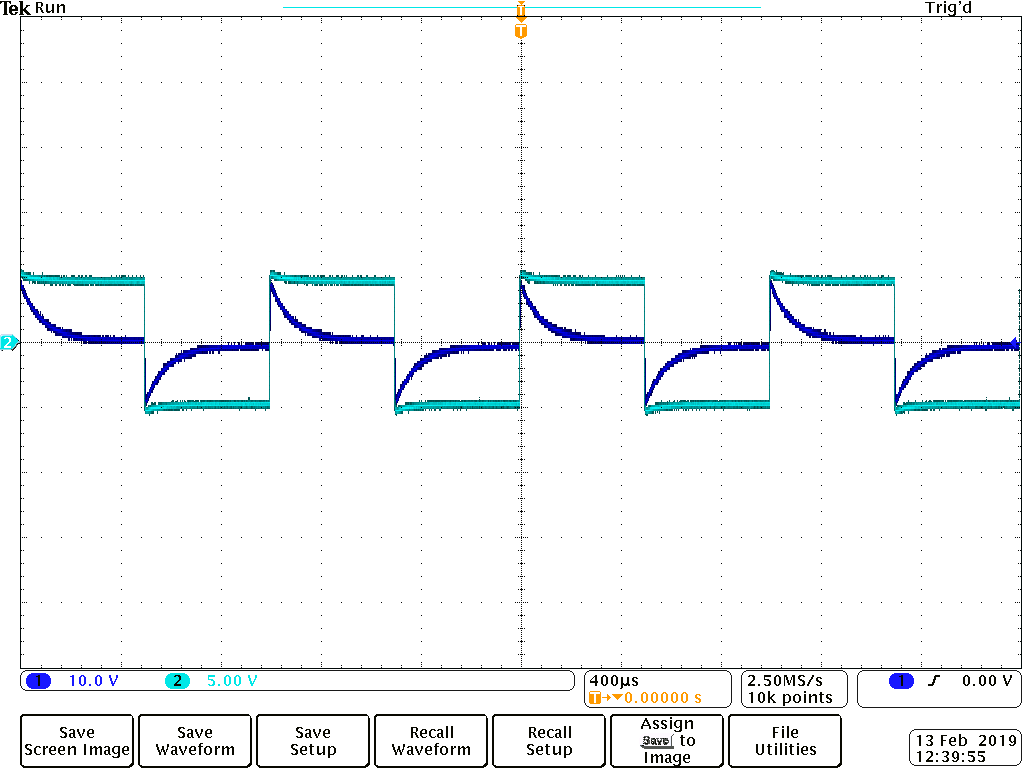 Tek Run Trig'd
T
T
2
1 10.0 V 2 5.00 V 400µs 2.50MS/s 1 0.00 V
T→▼0.00000 s 10k points
Save Screen Image
Save Waveform
Save Setup
Recall Waveform
Recall Setup
Assign Save to Image
File Utilities
13 Feb 2019
12:39:55